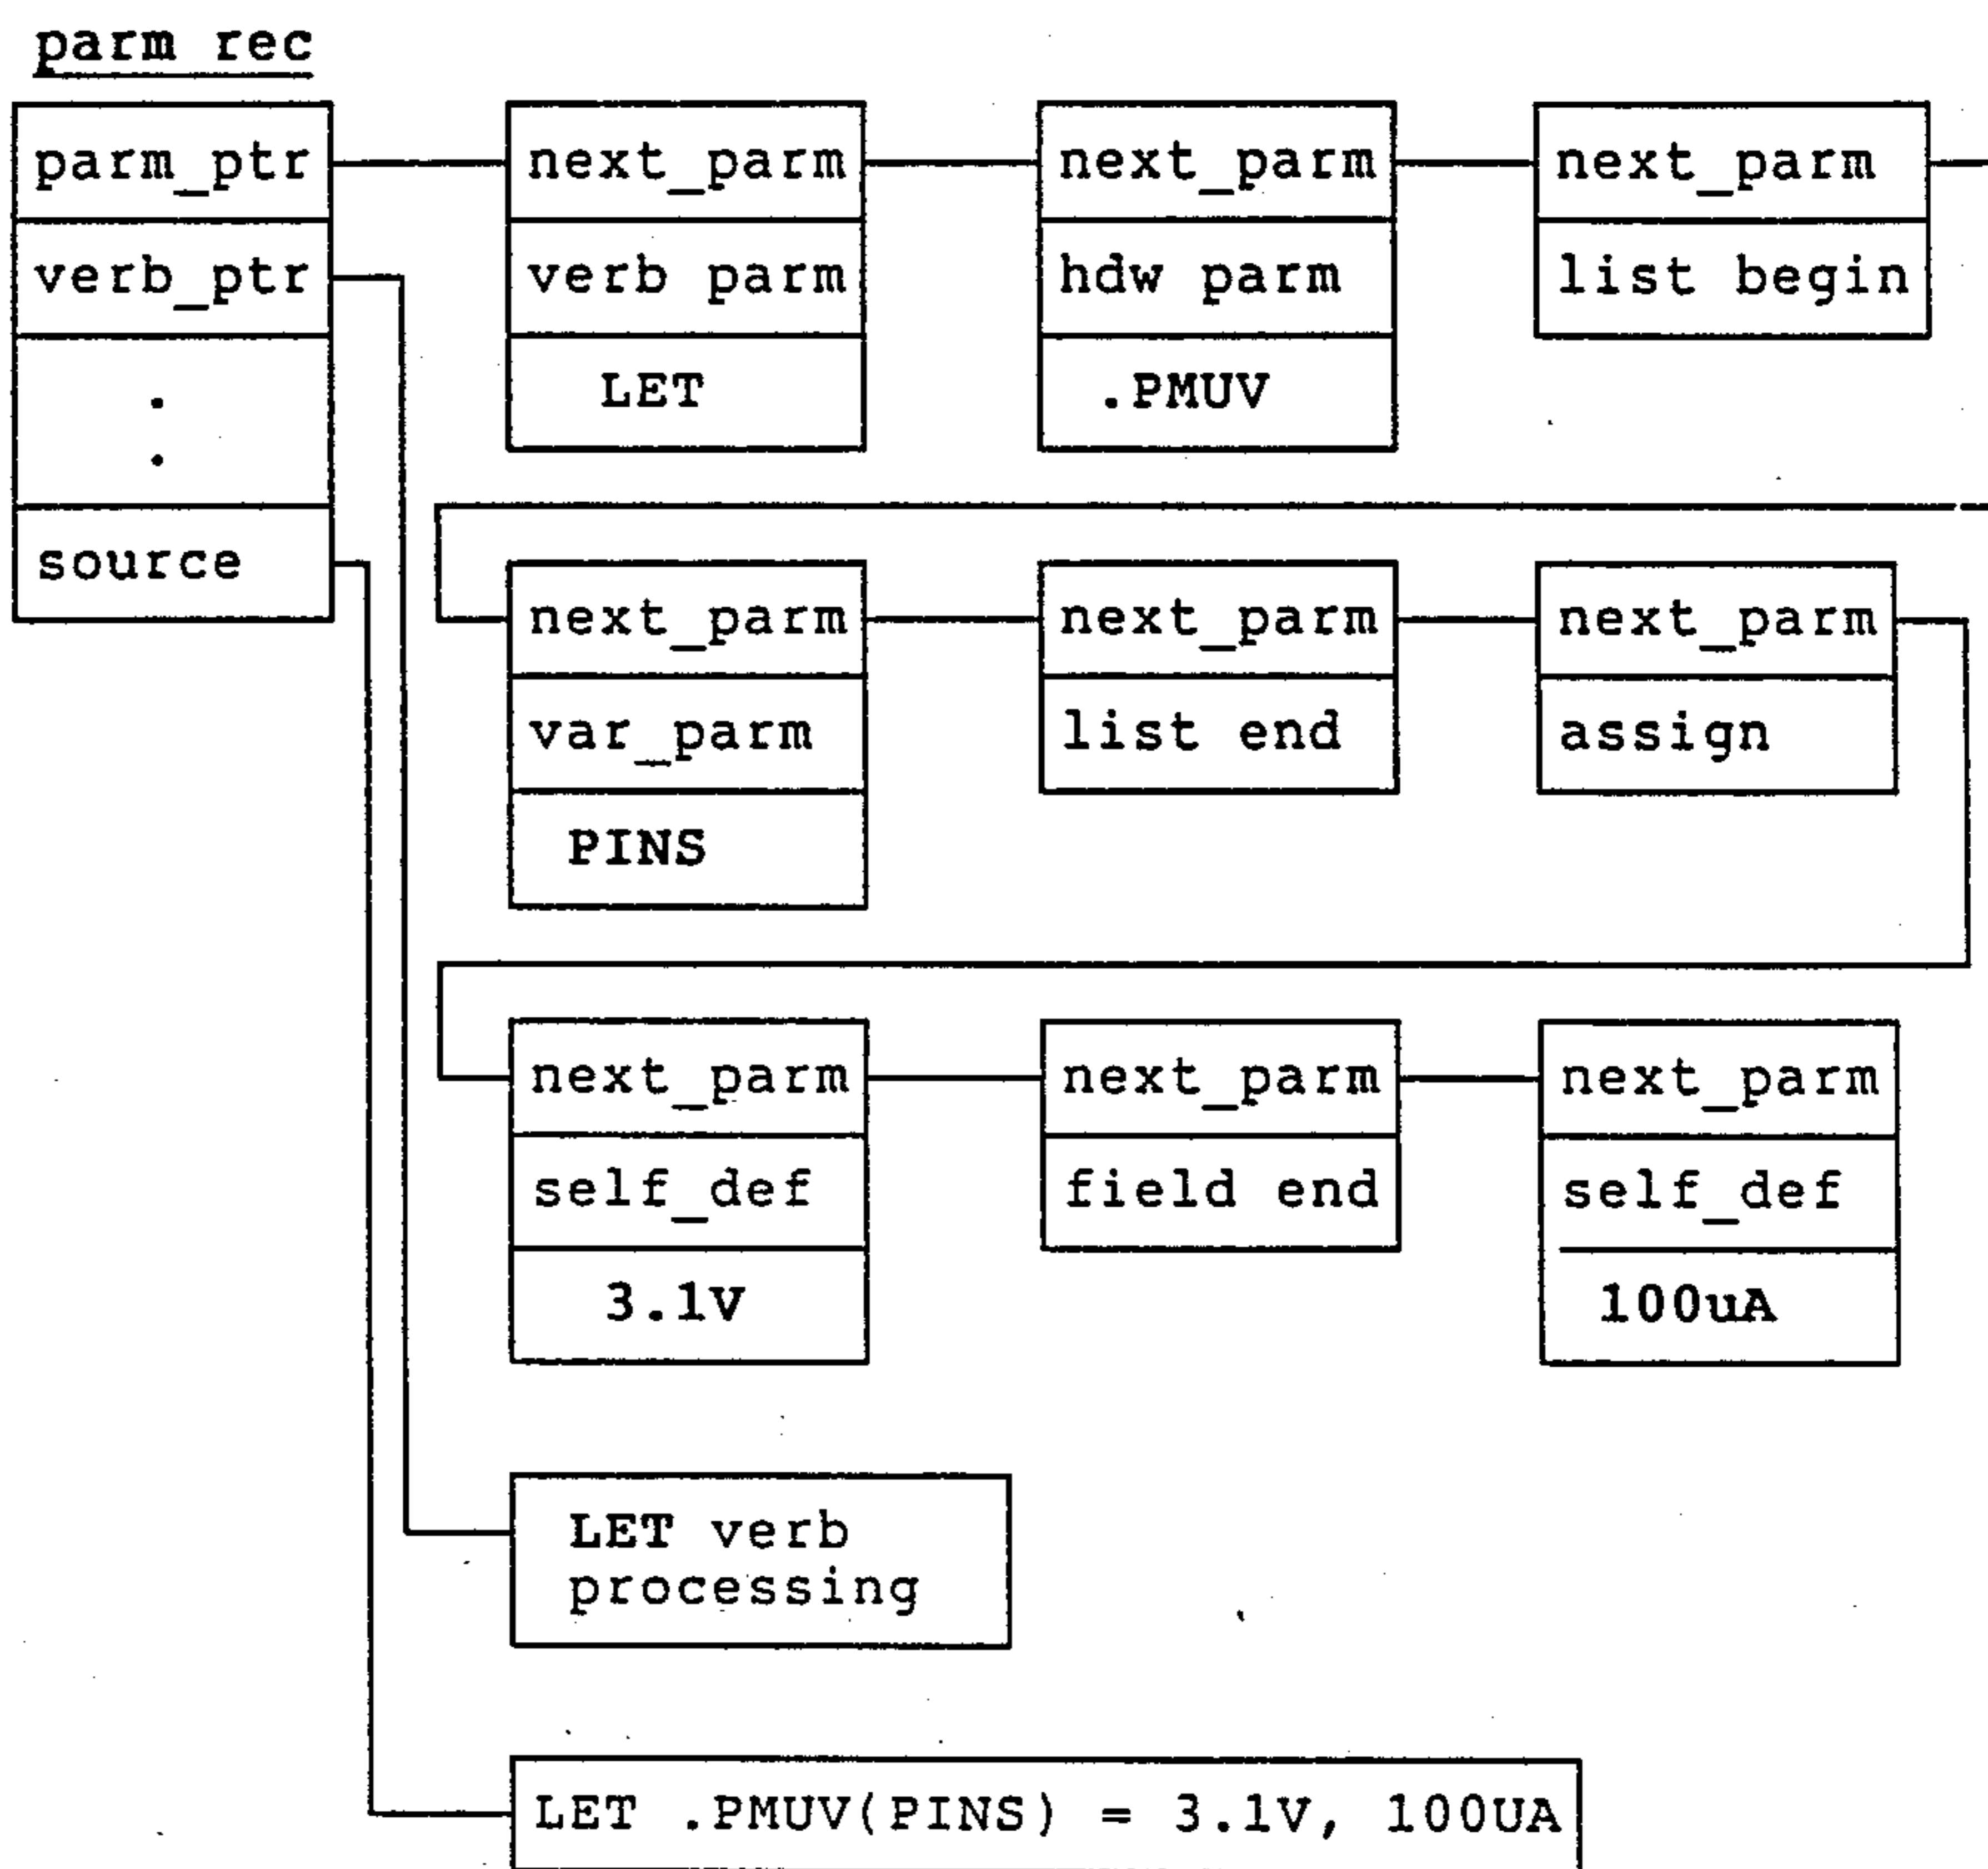 parm rec
parm_ptr next_parm next_parm next_parm
verb_ptr verb parm hdw parm list begin
LET .PMUV
.
.
source
next_parm next_parm next_parm
var_parm list end assign
PINS
next_parm next_parm next_parm
self_def field end self_def
3.1V 100uA
LET verb
processing
LET .PMUV(PINS) = 3.1V, 100UA